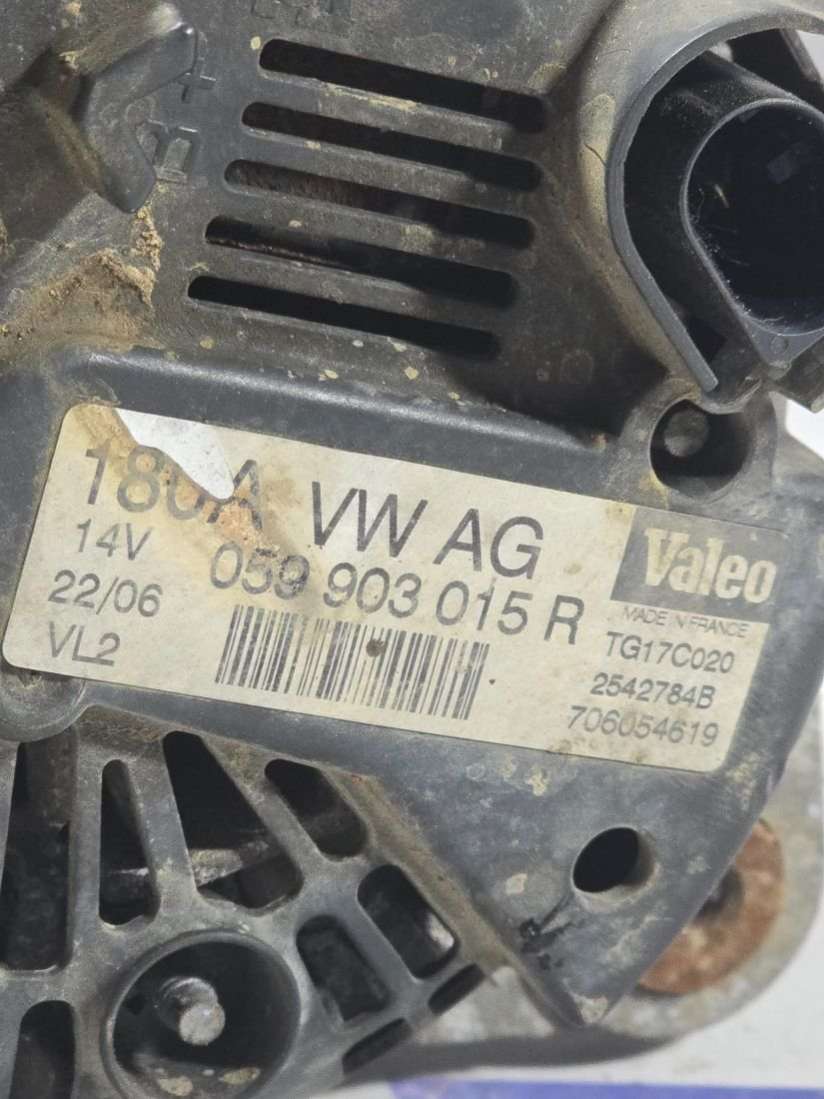 B+
180A VW AG
14V 059 903 015 R
22/06
VL2
Valeo
MADE IN FRANCE
TG17C020
2542784B
706054619